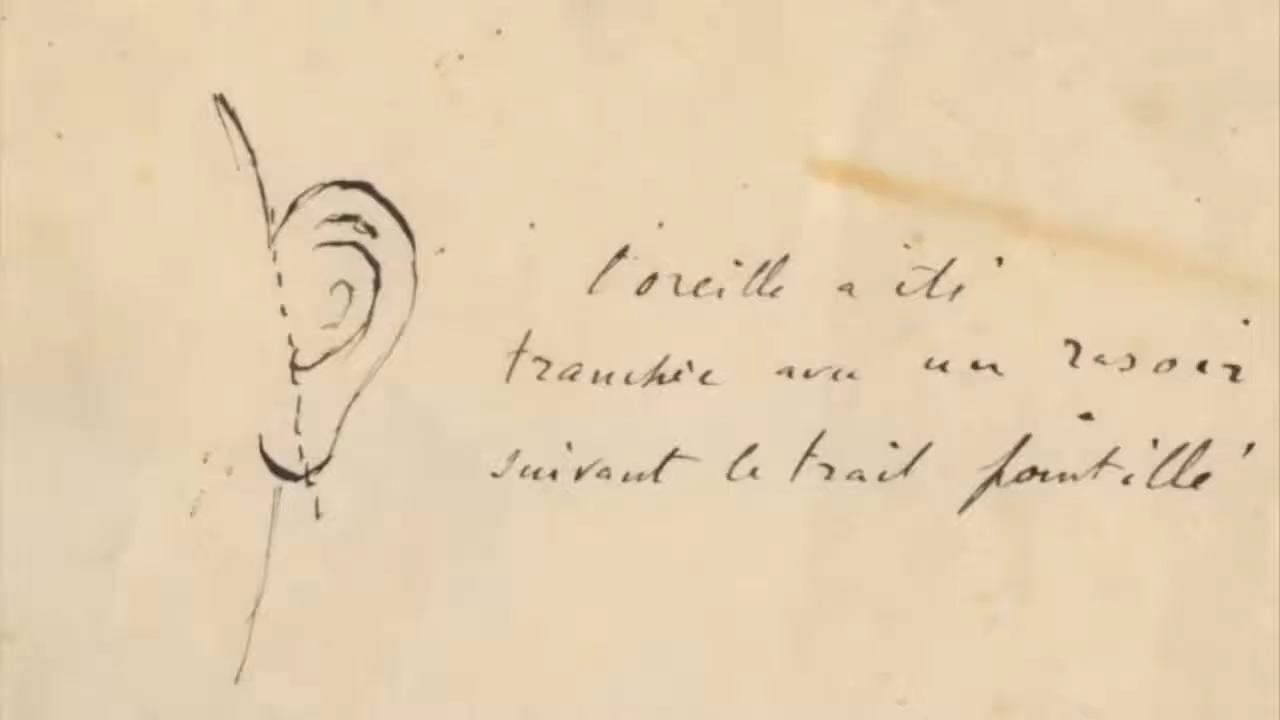 l'oreille a été
tranchée avec un rasoir
suivant le trait pointillé